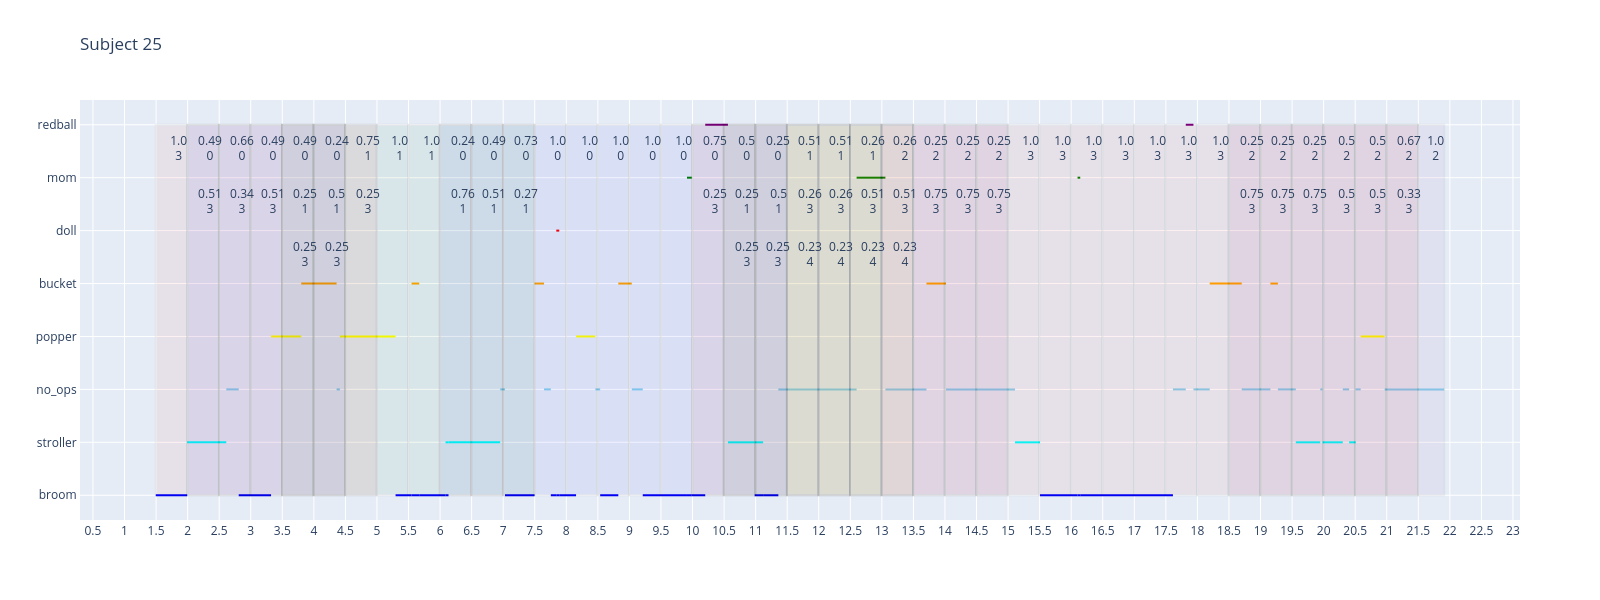 Subject 25
redball
1.0 0.49 0.66 0.49 0.49 0.24 0.75 1.0 1.0 0.24 0.49 0.73 1.0 1.0 1.0 1.0 1.0 0.75 0.5 0.25 0.51 0.51 0.26 0.26 0.25 0.25 0.25 1.0 1.0 1.0 1.0 1.0 1.0 1.0 0.25 0.25 0.25 0.5 0.5 0.67 1.0
3 0 0 0 0 0 1 1 1 0 0 0 0 0 0 0 0 0 0 0 1 1 1 2 2 2 2 3 3 3 3 3 3 3 2 2 2 2 2 2 2
mom
0.51 0.34 0.51 0.25 0.5 0.25 0.76 0.51 0.27 0.25 0.25 0.5 0.26 0.26 0.51 0.51 0.75 0.75 0.75 0.75 0.75 0.75 0.5 0.5 0.33
3 3 3 1 1 3 1 1 1 3 1 1 3 3 3 3 3 3 3 3 3 3 3 3 3
doll
0.25 0.25 0.25 0.25 0.23 0.23 0.23 0.23
3 3 3 3 4 4 4 4
bucket
popper
no_ops
stroller
broom
0.5 1 1.5 2 2.5 3 3.5 4 4.5 5 5.5 6 6.5 7 7.5 8 8.5 9 9.5 10 10.5 11 11.5 12 12.5 13 13.5 14 14.5 15 15.5 16 16.5 17 17.5 18 18.5 19 19.5 20 20.5 21 21.5 22 22.5 23